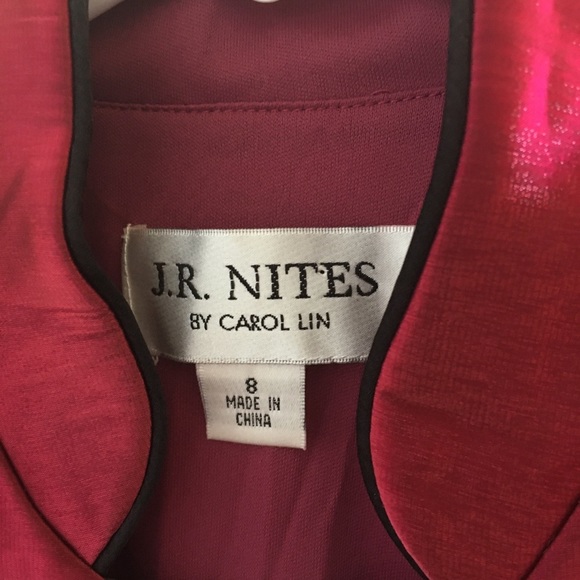 J.R. NITES
BY CAROL LIN
8
MADE IN
CHINA